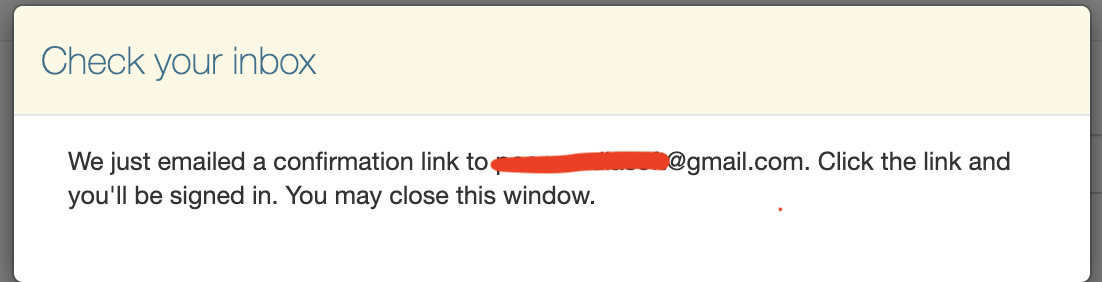 Check your inbox
We just emailed a confirmation link to @gmail.com. Click the link and
you'll be signed in. You may close this window.